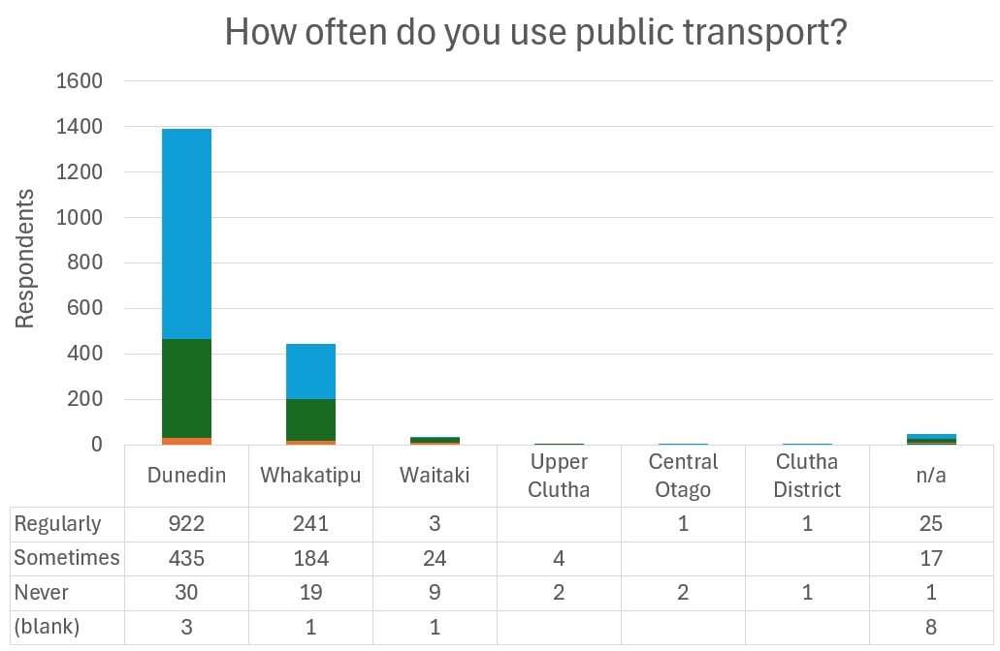 How often do you use public transport?
1600
1400
1200
1000
800
600
400
200
0
Respondents
Dunedin Whakatipu Waitaki Upper Clutha Central Otago Clutha District n/a
Regularly 922 241 3 1 1 25
Sometimes 435 184 24 4 17
Never 30 19 9 2 2 1 1
(blank) 3 1 1 8